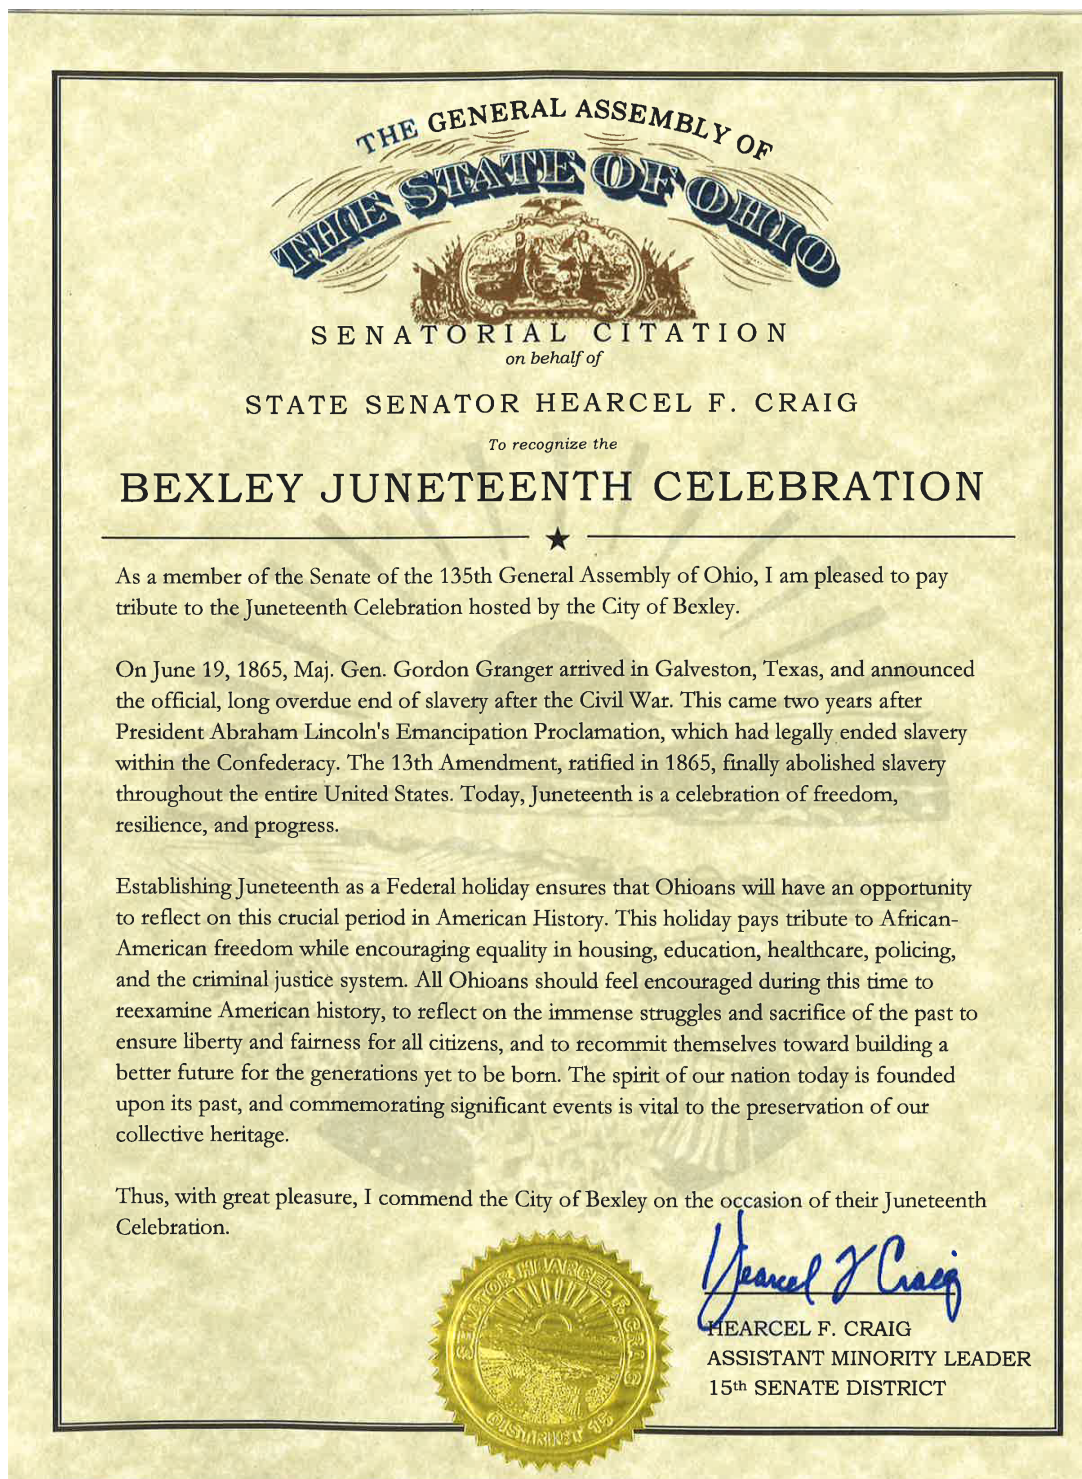 THE GENERAL ASSEMBLY OF
THE STATE OF OHIO
SENATORIAL CITATION
on behalf of
STATE SENATOR HEARCEL F. CRAIG
To recognize the
BEXLEY JUNETEENTH CELEBRATION
As a member of the Senate of the 135th General Assembly of Ohio, I am pleased to pay
tribute to the Juneteenth Celebration hosted by the City of Bexley.
On June 19, 1865, Maj. Gen. Gordon Granger arrived in Galveston, Texas, and announced
the official, long overdue end of slavery after the Civil War. This came two years after
President Abraham Lincoln's Emancipation Proclamation, which had legally ended slavery
within the Confederacy. The 13th Amendment, ratified in 1865, finally abolished slavery
throughout the entire United States. Today, Juneteenth is a celebration of freedom,
resilience, and progress.
Establishing Juneteenth as a Federal holiday ensures that Ohioans will have an opportunity
to reflect on this crucial period in American History. This holiday pays tribute to African-
American freedom while encouraging equality in housing, education, healthcare, policing,
and the criminal justice system. All Ohioans should feel encouraged during this time to
reexamine American history, to reflect on the immense struggles and sacrifice of the past to
ensure liberty and fairness for all citizens, and to recommit themselves toward building a
better future for the generations yet to be born. The spirit of our nation today is founded
upon its past, and commemorating significant events is vital to the preservation of our
collective heritage.
Thus, with great pleasure, I commend the City of Bexley on the occasion of their Juneteenth
Celebration.
SENATOR HEARCEL F. CRAIG
DISTRICT 15
Hearcel F Craig
HEARCEL F. CRAIG
ASSISTANT MINORITY LEADER
15th SENATE DISTRICT